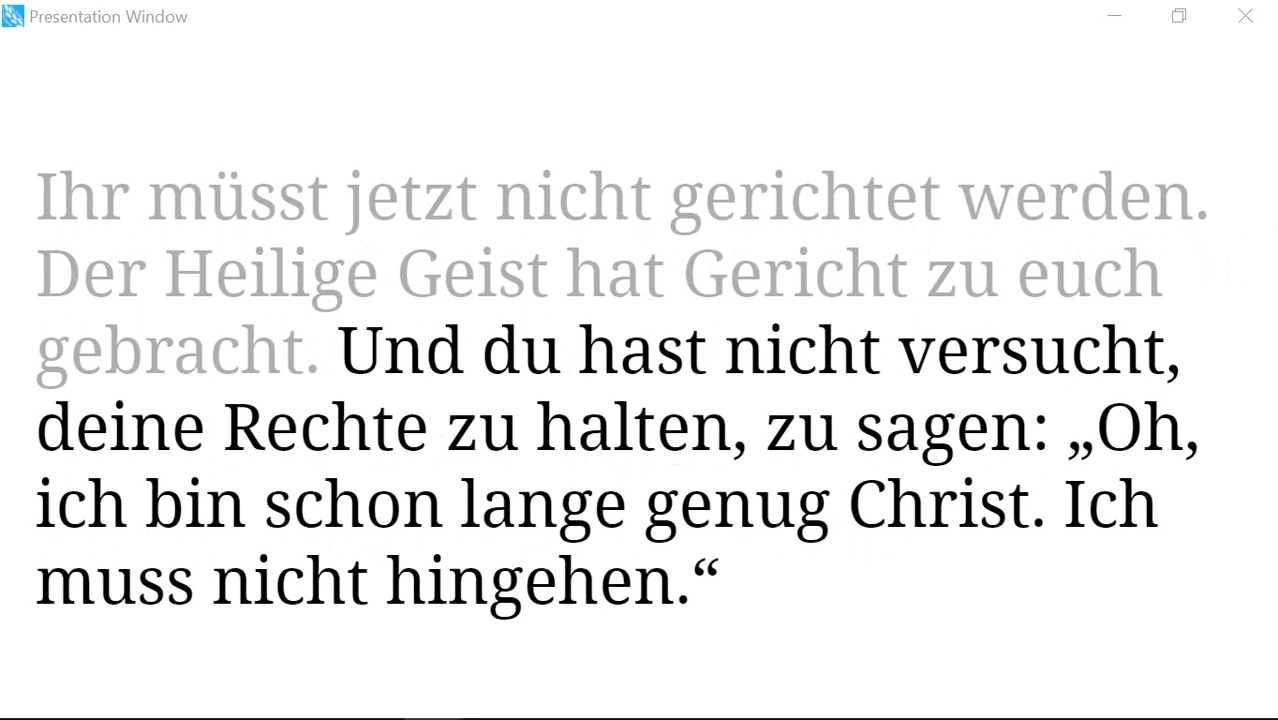 Presentation Window
Ihr müsst jetzt nicht gerichtet werden.
Der Heilige Geist hat Gericht zu euch
gebracht. Und du hast nicht versucht,
deine Rechte zu halten, zu sagen: „Oh,
ich bin schon lange genug Christ. Ich
muss nicht hingehen.“